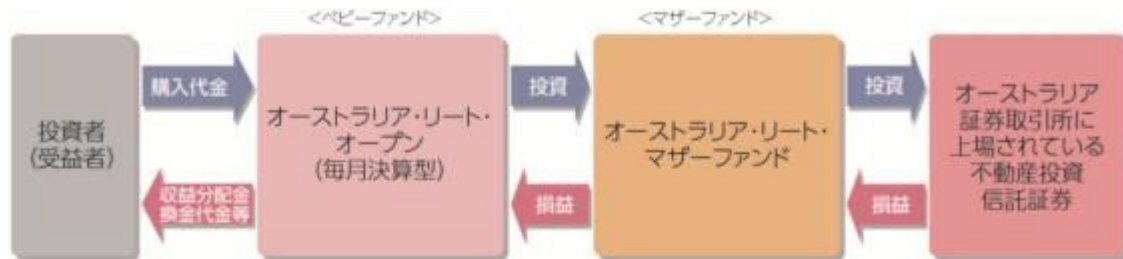 <ベビーファンド>
<マザーファンド>
投資者
(受益者)
購入代金
収益分配金
換金代金等
オーストラリア・リート・
オープン
(毎月決算型)
投資
損益
オーストラリア・リート・
マザーファンド
投資
損益
オーストラリア
証券取引所に
上場されている
不動産投資
信託証券